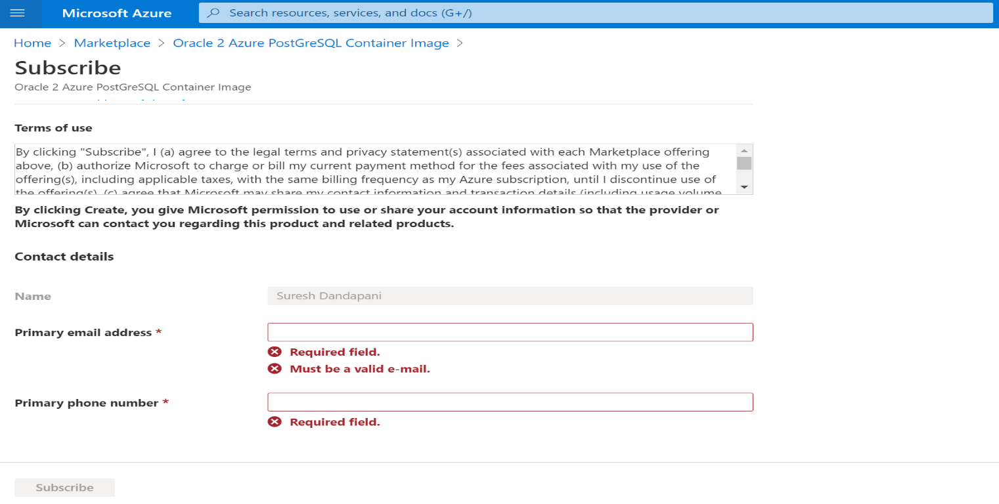 Microsoft Azure
Search resources, services, and docs (G+/)
Home > Marketplace > Oracle 2 Azure PostGreSQL Container Image >
Subscribe
Oracle 2 Azure PostGreSQL Container Image
Terms of use
By clicking "Subscribe", I (a) agree to the legal terms and privacy statement(s) associated with each Marketplace offering
above, (b) authorize Microsoft to charge or bill my current payment method for the fees associated with my use of the
offering(s), including applicable taxes, with the same billing frequency as my Azure subscription, until I discontinue use of
the offering(s), (c) agree that Microsoft may share my contact information and transaction details (including usage volume
By clicking Create, you give Microsoft permission to use or share your account information so that the provider or
Microsoft can contact you regarding this product and related products.
Contact details
Name
Suresh Dandapani
Primary email address *
Required field.
Must be a valid e-mail.
Primary phone number *
Required field.
Subscribe